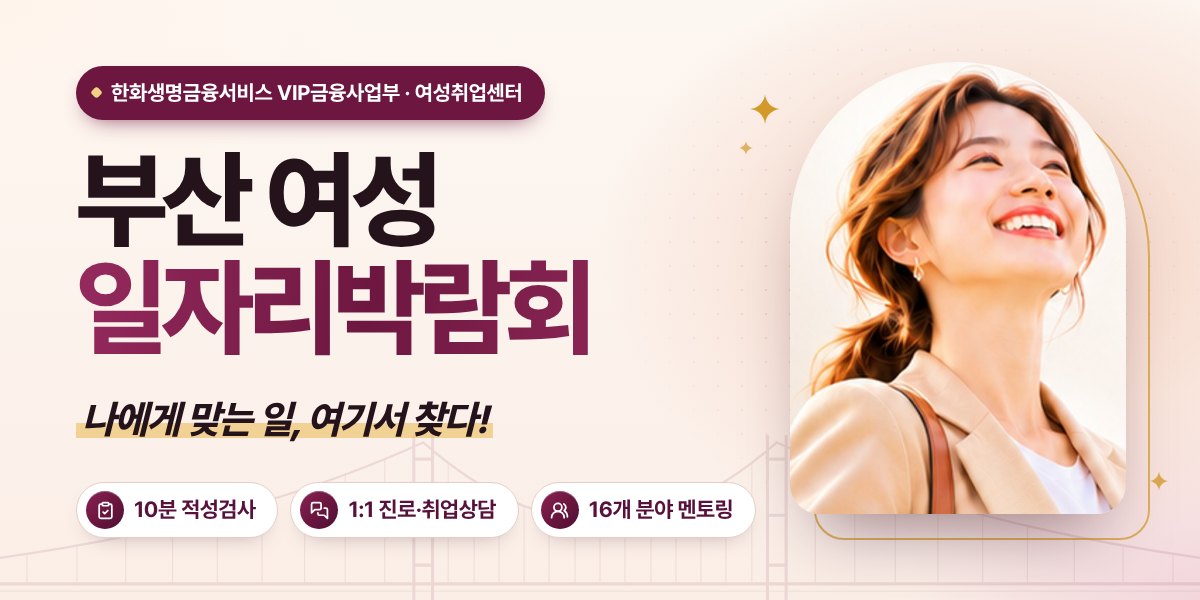 한화생명금융서비스 VIP금융사업부 · 여성취업센터
부산 여성
일자리박람회
나에게 맞는 일, 여기서 찾다!
10분 적성검사
1:1 진로·취업상담
16개 분야 멘토링